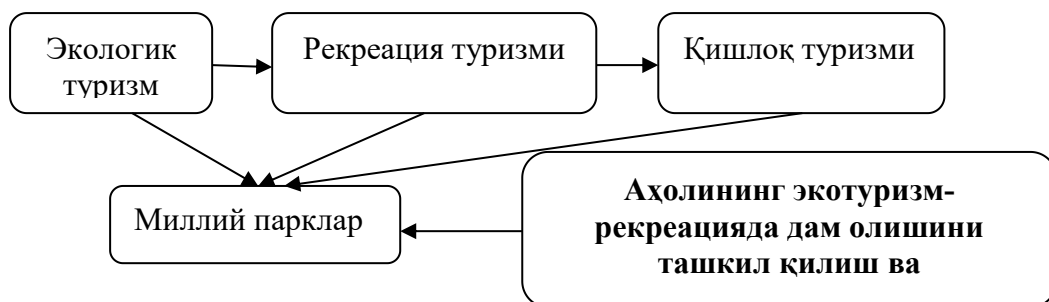 Экологик
туризм
Рекреация туризми
Қишлоқ туризми
Миллий парклар
Аҳолининг экотуризм-
рекреацияда дам олишини
ташкил қилиш ва